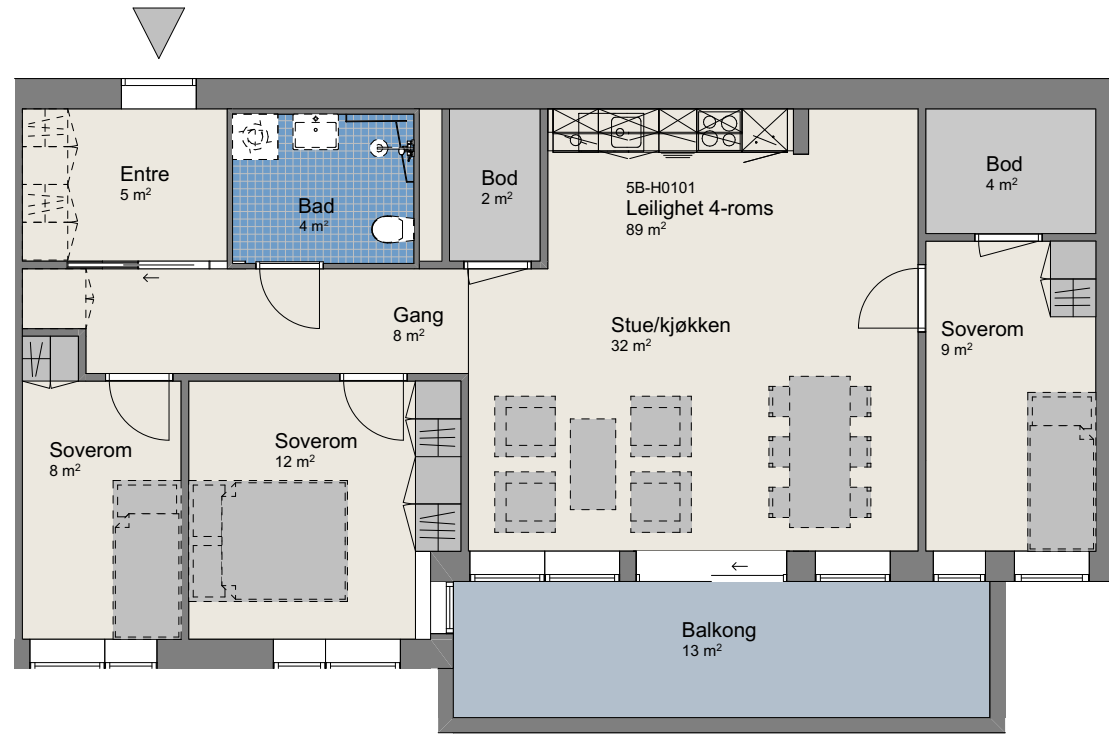 Entre
5 m²
Bad
4 m²
Bod
2 m²
5B-H0101
Leilighet 4-roms
89 m²
Bod
4 m²
Gang
8 m²
Stue/kjøkken
32 m²
Soverom
9 m²
Soverom
8 m²
Soverom
12 m²
Balkong
13 m²